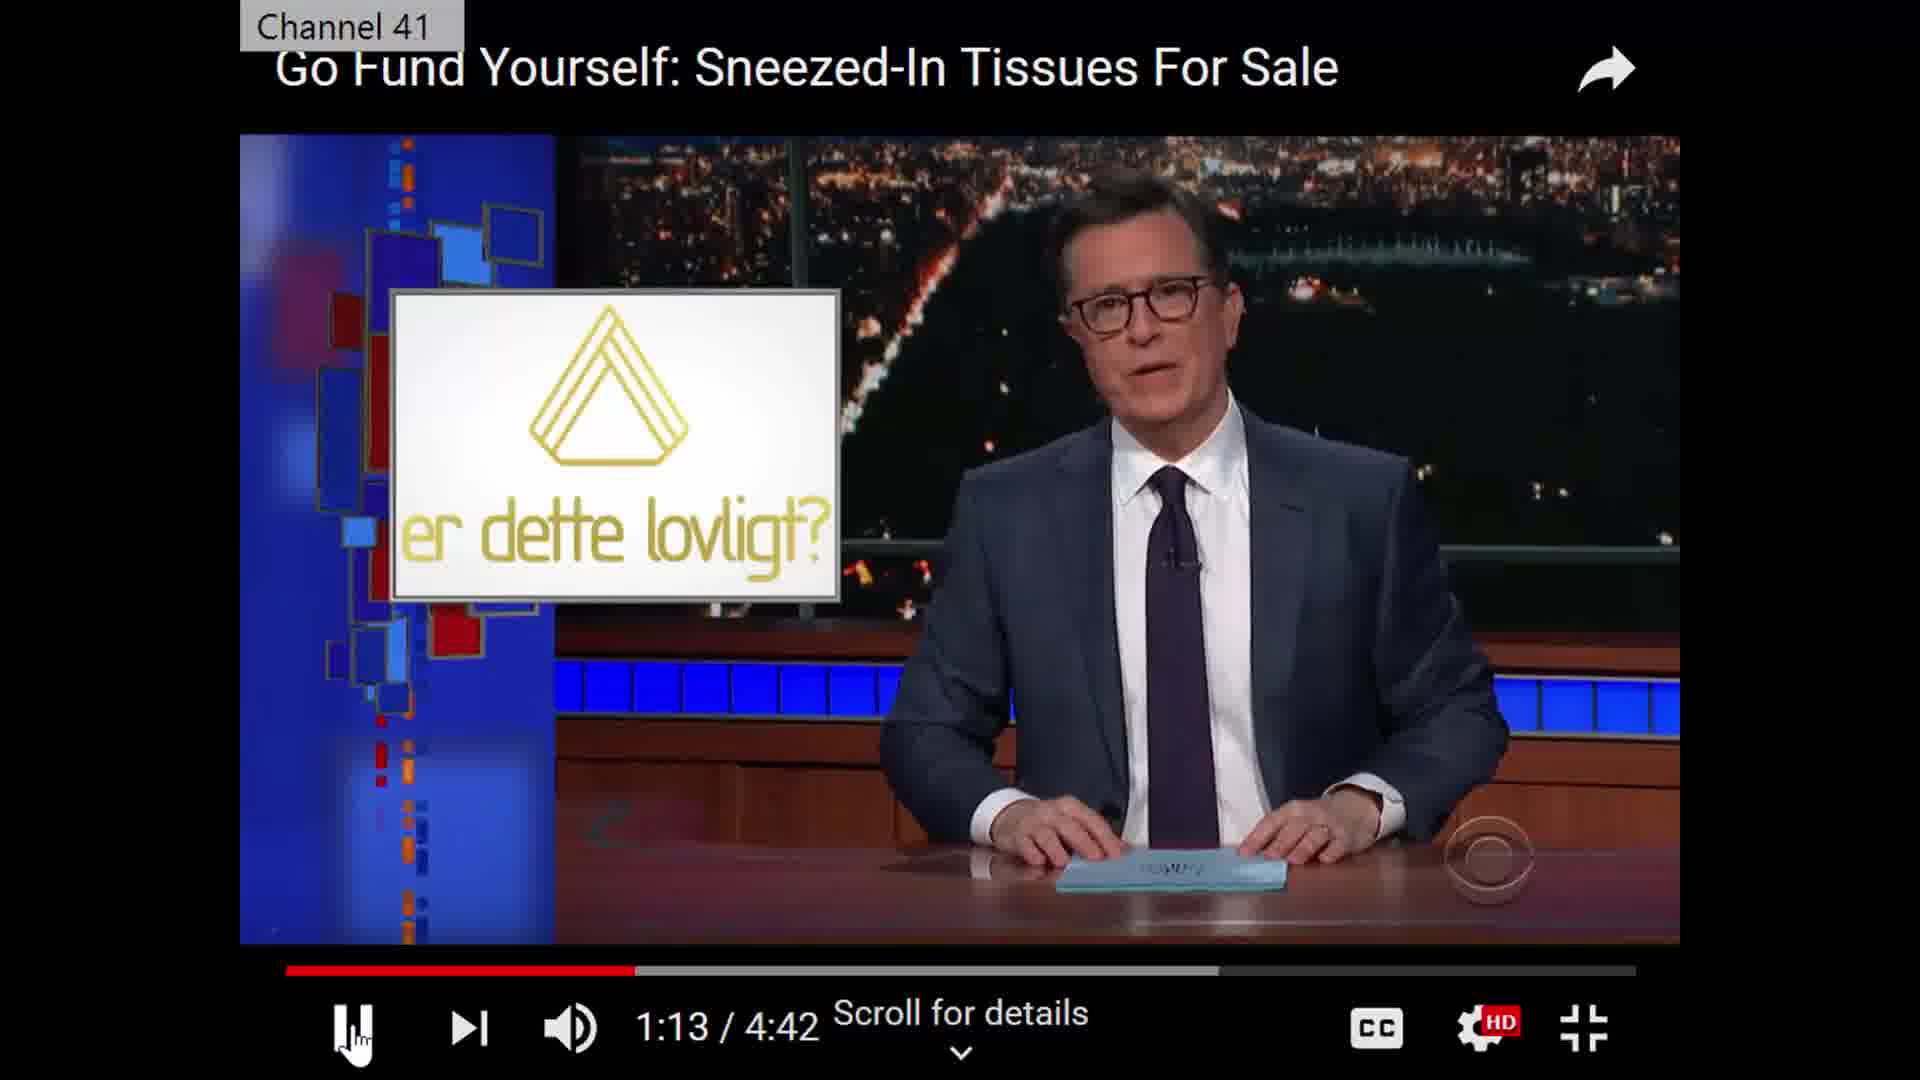 Channel 41
Go Fund Yourself: Sneezed-In Tissues For Sale
er dette lovligt?
1:13 / 4:42
Scroll for details
CC
HD